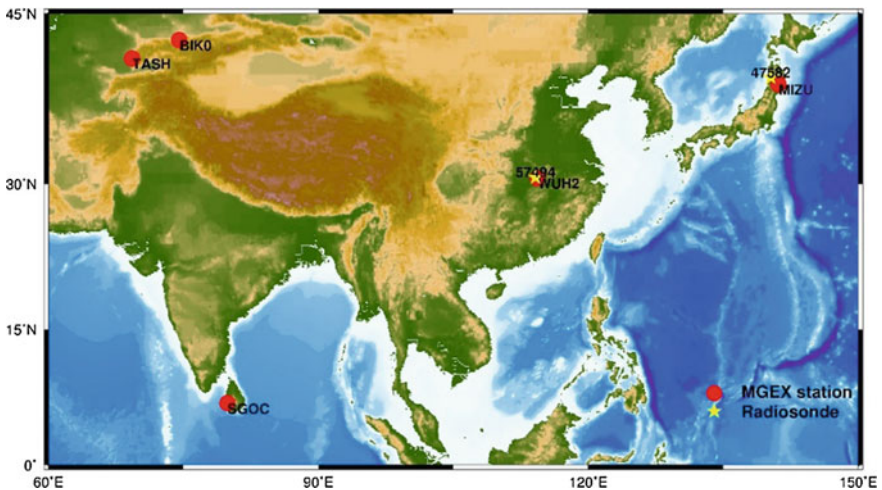 45°N
BIK0
TASH
47582
MIZU
57494
WUH2
30°N
15°N
SGOC
MGEX station
Radiosonde
0°
60°E
90°E
120°E
150°E